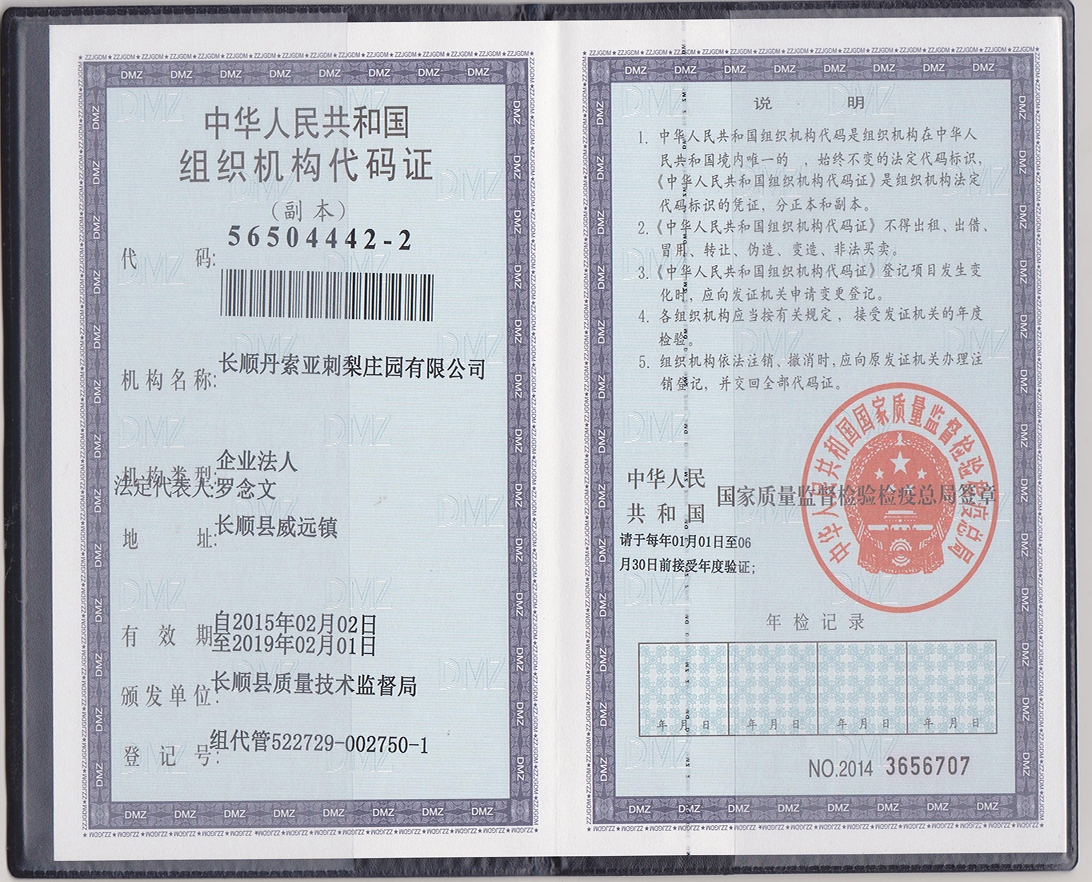 中华人民共和国
组织机构代码证
（副本）
代 码: 56504442-2
机构名称: 长顺丹索亚刺梨庄园有限公司
机构类型: 企业法人
法定代表人: 罗念文
地 址: 长顺县威远镇
有 效 期 自2015年02月02日
至2019年02月01日
颁发单位: 长顺县质量技术监督局
登 记 号: 组代管522729-002750-1
说 明
1. 中华人民共和国组织机构代码是组织机构在中华人
民共和国境内唯一的 、始终不变的法定代码标识，
《中华人民共和国组织机构代码证》是组织机构法定
代码标识的凭证，分正本和副本。
2.《中华人民共和国组织机构代码证》不得出租、出借、
冒用、转让、伪造、变造、非法买卖。
3.《中华人民共和国组织机构代码证》登记项目发生变
化时，应向发证机关申请变更登记。
4. 各组织机构应当按有关规定，接受发证机关的年度
检验。
5. 组织机构依法注销、撤消时，应向原发证机关办理注
销登记，并交回全部代码证。
中华人民
共和国 国家质量监督检验检疫总局签章
中华人民共和国国家质量监督检验检疫总局
请于每年01月01日至06
月30日前接受年度验证;
年检记录
年 月 日 年 月 日 年 月 日 年 月 日
NO.2014 3656707